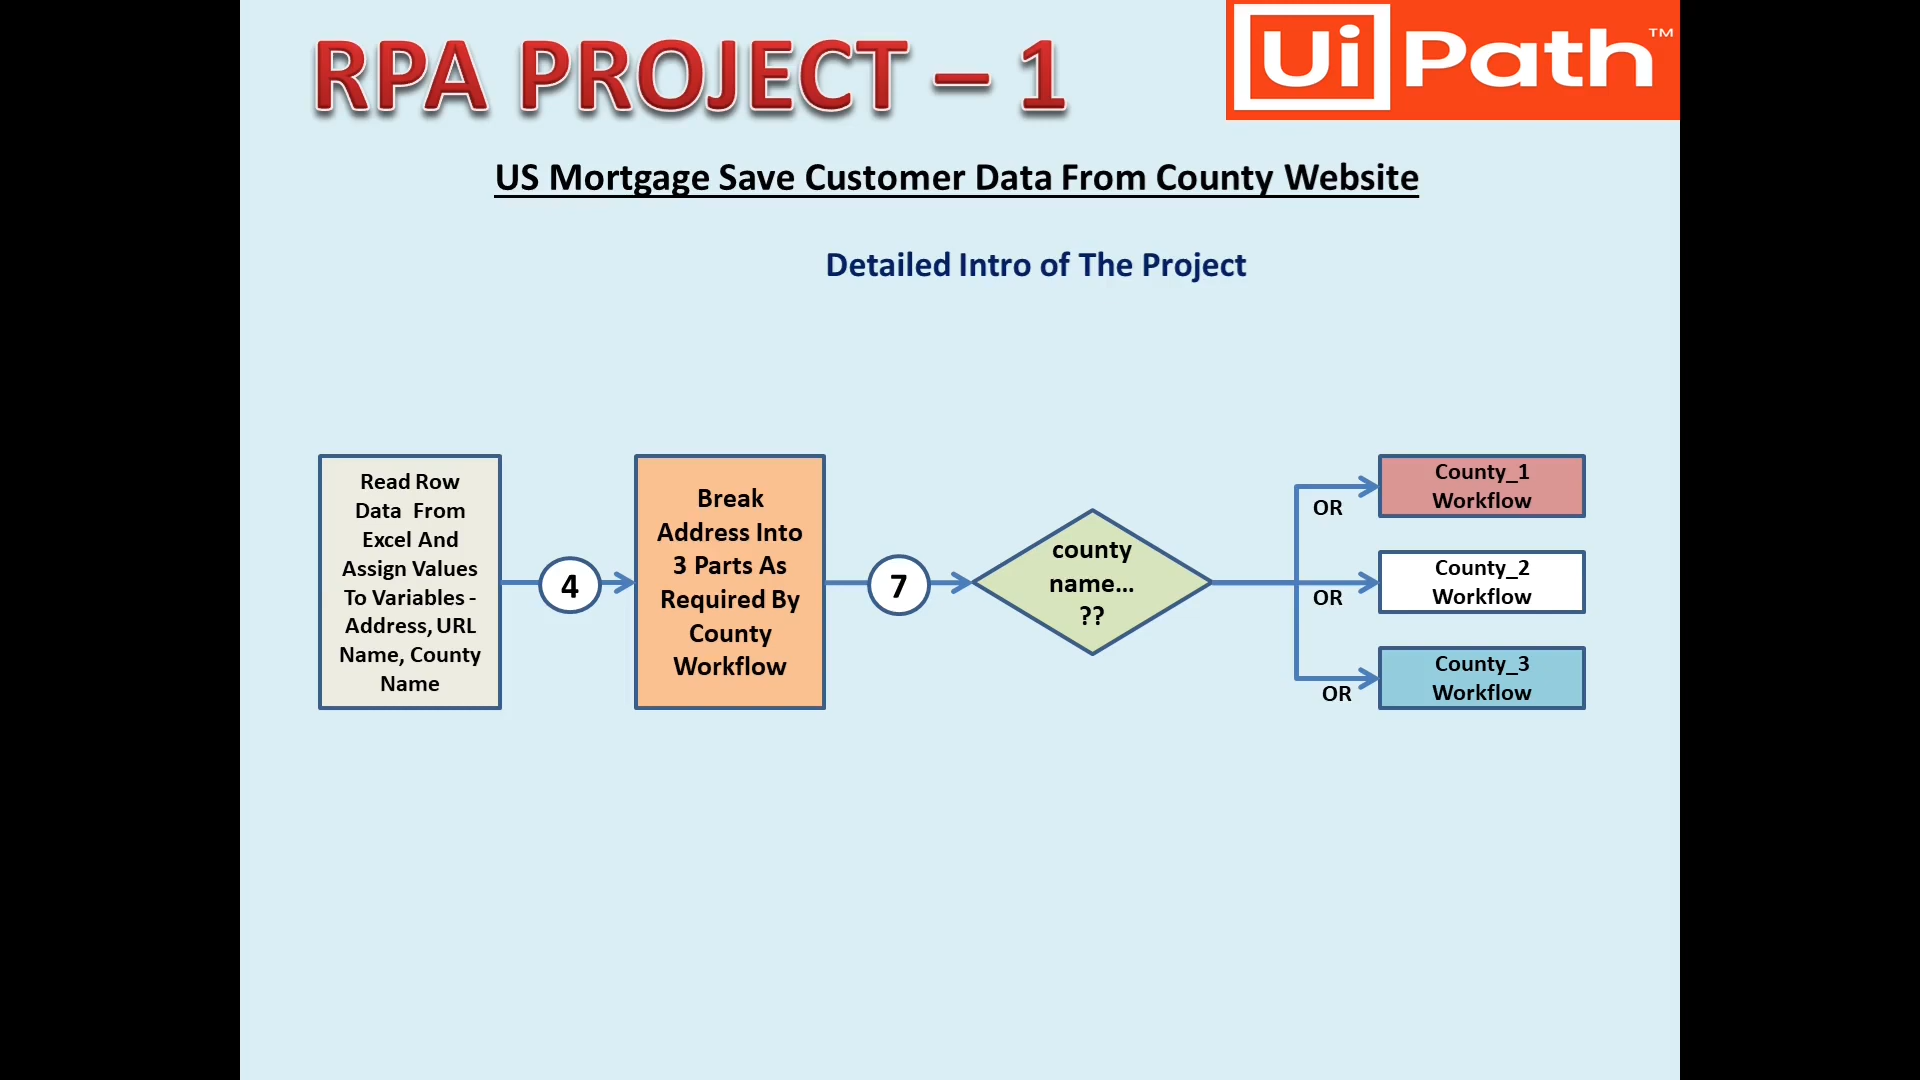 RPA PROJECT – 1
UiPath™
US Mortgage Save Customer Data From County Website
Detailed Intro of The Project
Read Row
Data From
Excel And
Assign Values
To Variables -
Address, URL
Name, County
Name
4
Break
Address Into
3 Parts As
Required By
County
Workflow
7
county
name...
??
OR
County_1
Workflow
OR
County_2
Workflow
OR
County_3
Workflow